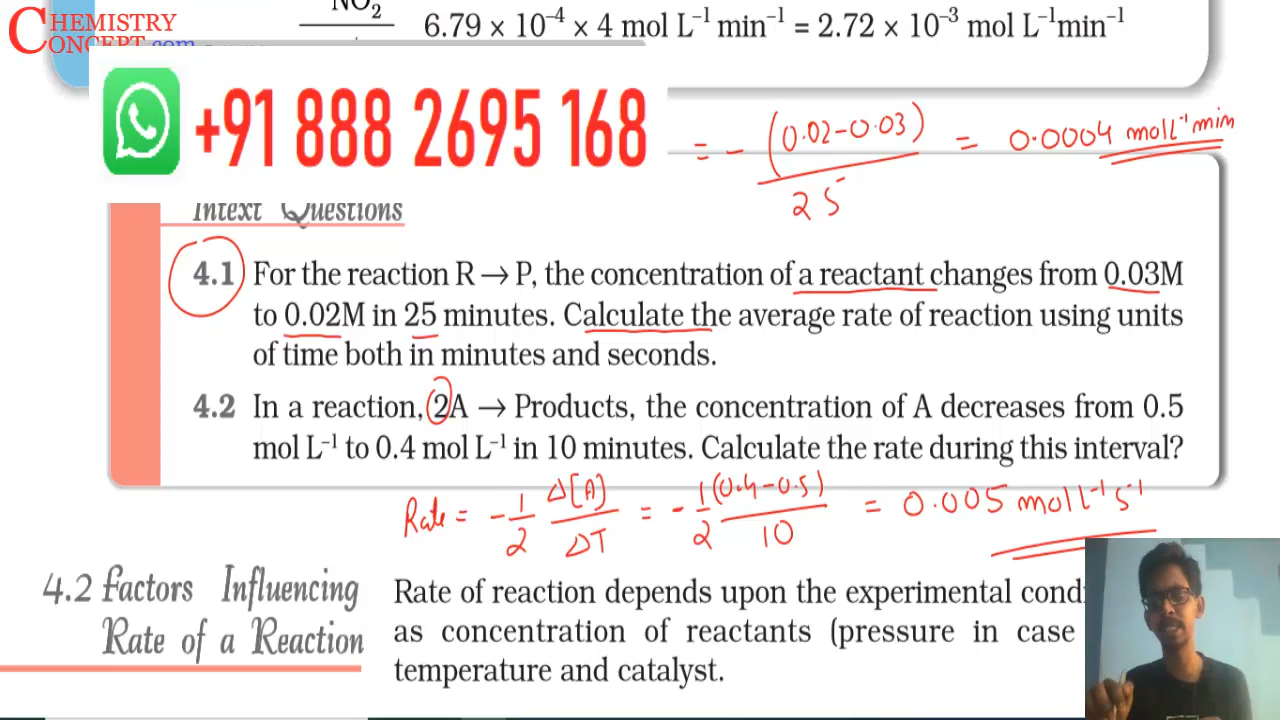 CHEMISTRY
CONCEPT.com
NO₂
6.79 × 10⁻⁴ × 4 mol L⁻¹ min⁻¹ = 2.72 × 10⁻³ mol L⁻¹min⁻¹
+91 888 2695 168
= - (0.02-0.03) / 25 = 0.0004 mol l⁻¹ min
Intext Questions
4.1 For the reaction R → P, the concentration of a reactant changes from 0.03M
to 0.02M in 25 minutes. Calculate the average rate of reaction using units
of time both in minutes and seconds.
4.2 In a reaction, 2A → Products, the concentration of A decreases from 0.5
mol L⁻¹ to 0.4 mol L⁻¹ in 10 minutes. Calculate the rate during this interval?
Rate = - 1/2 Δ[A]/ΔT = - 1/2 (0.4-0.5)/10 = 0.005 mol l⁻¹ s⁻¹
4.2 Factors Influencing
Rate of a Reaction
Rate of reaction depends upon the experimental cond
as concentration of reactants (pressure in case
temperature and catalyst.